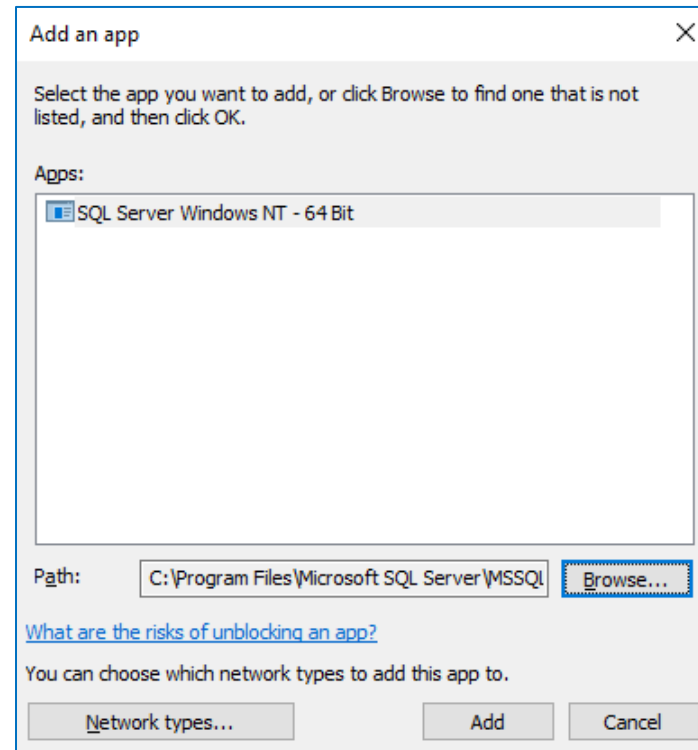 Add an app
Select the app you want to add, or click Browse to find one that is not
listed, and then click OK.
Apps:
SQL Server Windows NT - 64 Bit
Path: C:\Program Files\Microsoft SQL Server\MSSQL Browse...
What are the risks of unblocking an app?
You can choose which network types to add this app to.
Network types... Add Cancel